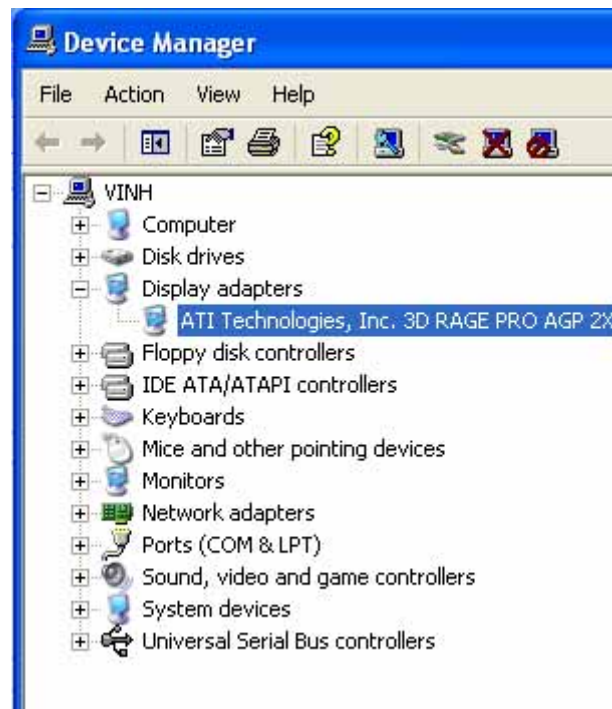 Device Manager
File Action View Help
VINH
Computer
Disk drives
Display adapters
ATI Technologies, Inc. 3D RAGE PRO AGP 2X
Floppy disk controllers
IDE ATA/ATAPI controllers
Keyboards
Mice and other pointing devices
Monitors
Network adapters
Ports (COM & LPT)
Sound, video and game controllers
System devices
Universal Serial Bus controllers